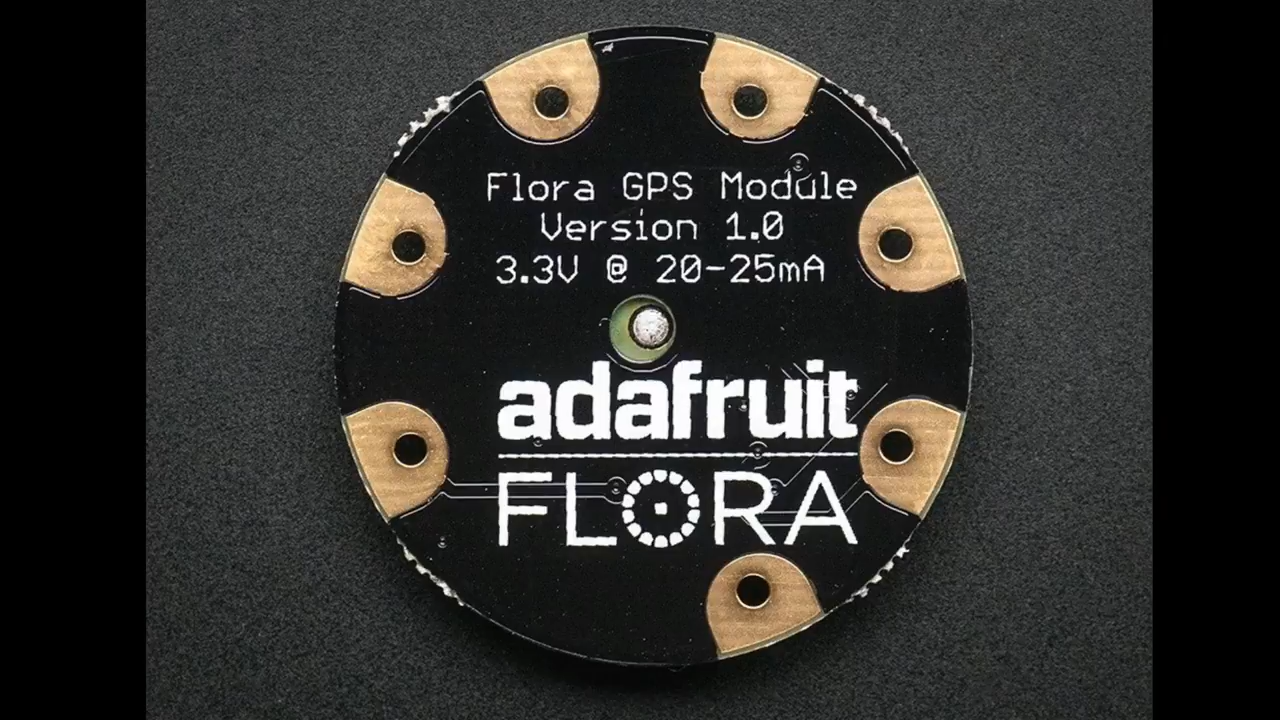 Flora GPS Module
Version 1.0
3.3V @ 20-25mA
adafruit
FLORA